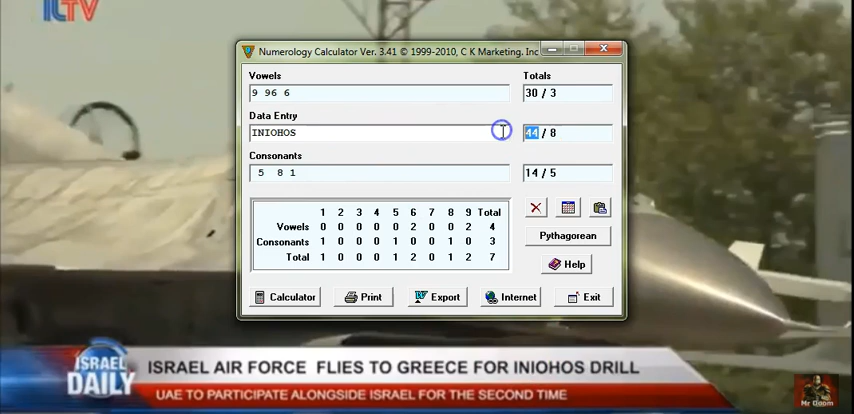 ILTV
Numerology Calculator Ver. 3.41 © 1999-2010, C K Marketing. Inc
Vowels
Totals
9 96 6
30 / 3
Data Entry
INIOHOS
44 / 8
Consonants
5 8 1
14 / 5
1 2 3 4 5 6 7 8 9 Total
Vowels 0 0 0 0 0 2 0 0 2 4
Consonants 1 0 0 0 1 0 0 1 0 3
Total 1 0 0 0 1 2 0 1 2 7
Pythagorean
Help
Calculator
Print
Export
Internet
Exit
ISRAEL
DAILY
ISRAEL AIR FORCE FLIES TO GREECE FOR INIOHOS DRILL
UAE TO PARTICIPATE ALONGSIDE ISRAEL FOR THE SECOND TIME
Mr Doom